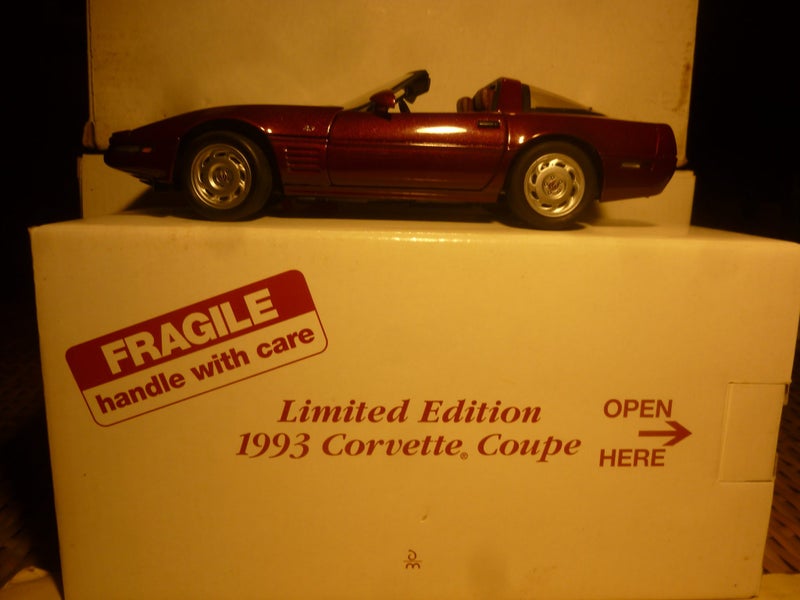 FRAGILE
handle with care
Limited Edition
1993 Corvette® Coupe
OPEN
HERE